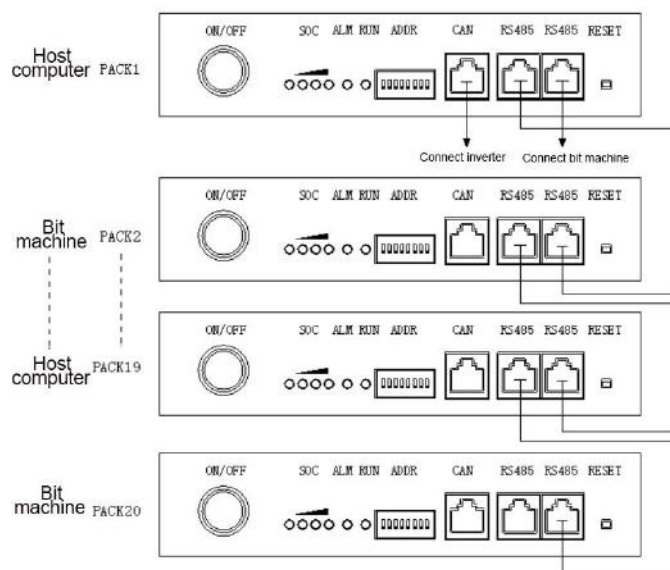 ON/OFF SOC ALM RUN ADDR CAN RS485 RS485 RESET
Host
computer PACK1
Connect inverter Connect bit machine
ON/OFF SOC ALM RUN ADDR CAN RS485 RS485 RESET
Bit
machine PACK2
ON/OFF SOC ALM RUN ADDR CAN RS485 RS485 RESET
Host
computer PACK19
ON/OFF SOC ALM RUN ADDR CAN RS485 RS485 RESET
Bit
machine PACK20